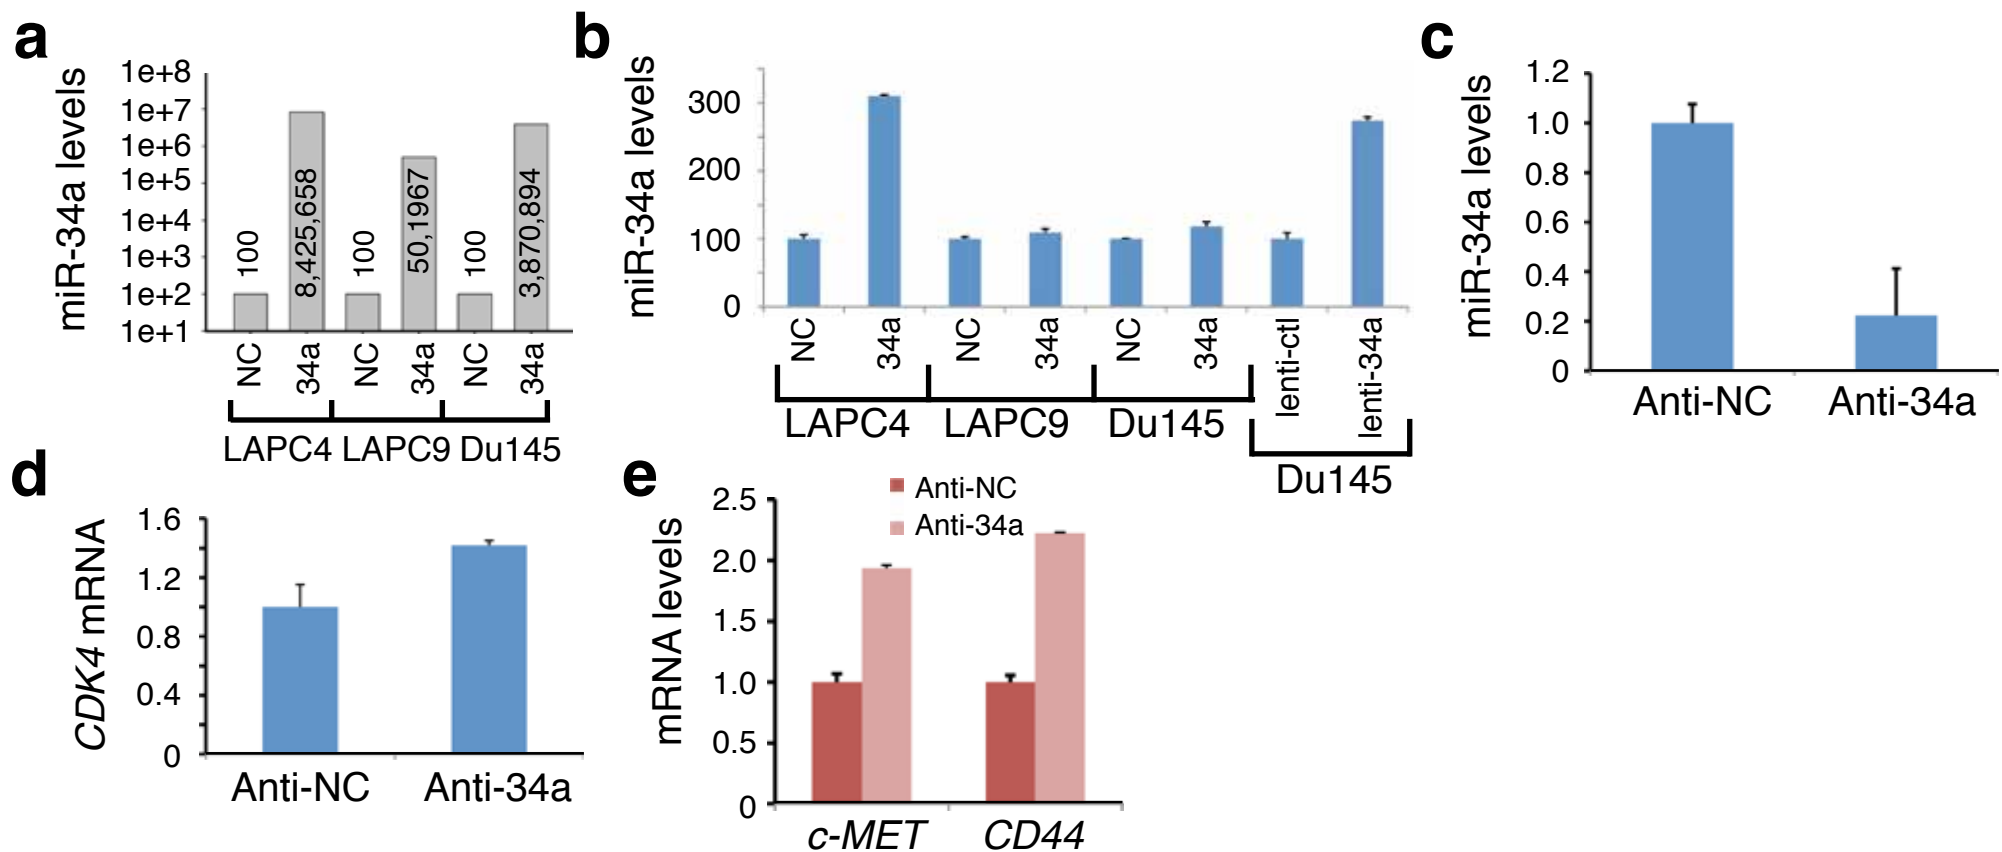 a
miR-34a levels
1e+8
1e+7
1e+6
1e+5
1e+4
1e+3
1e+2
1e+1
100
8,425,658
100
50,1967
100
3,870,894
NC
34a
NC
34a
NC
34a
LAPC4 LAPC9 Du145
b
miR-34a levels
300
200
100
0
NC
34a
NC
34a
NC
34a
lenti-ctl
lenti-34a
LAPC4 LAPC9 Du145
Du145
c
miR-34a levels
1.2
1.0
0.8
0.6
0.4
0.2
0
Anti-NC Anti-34a
d
CDK4 mRNA
1.6
1.2
0.8
0.4
0
Anti-NC Anti-34a
e
mRNA levels
Anti-NC
Anti-34a
2.5
2.0
1.5
1.0
0.5
0
c-MET CD44